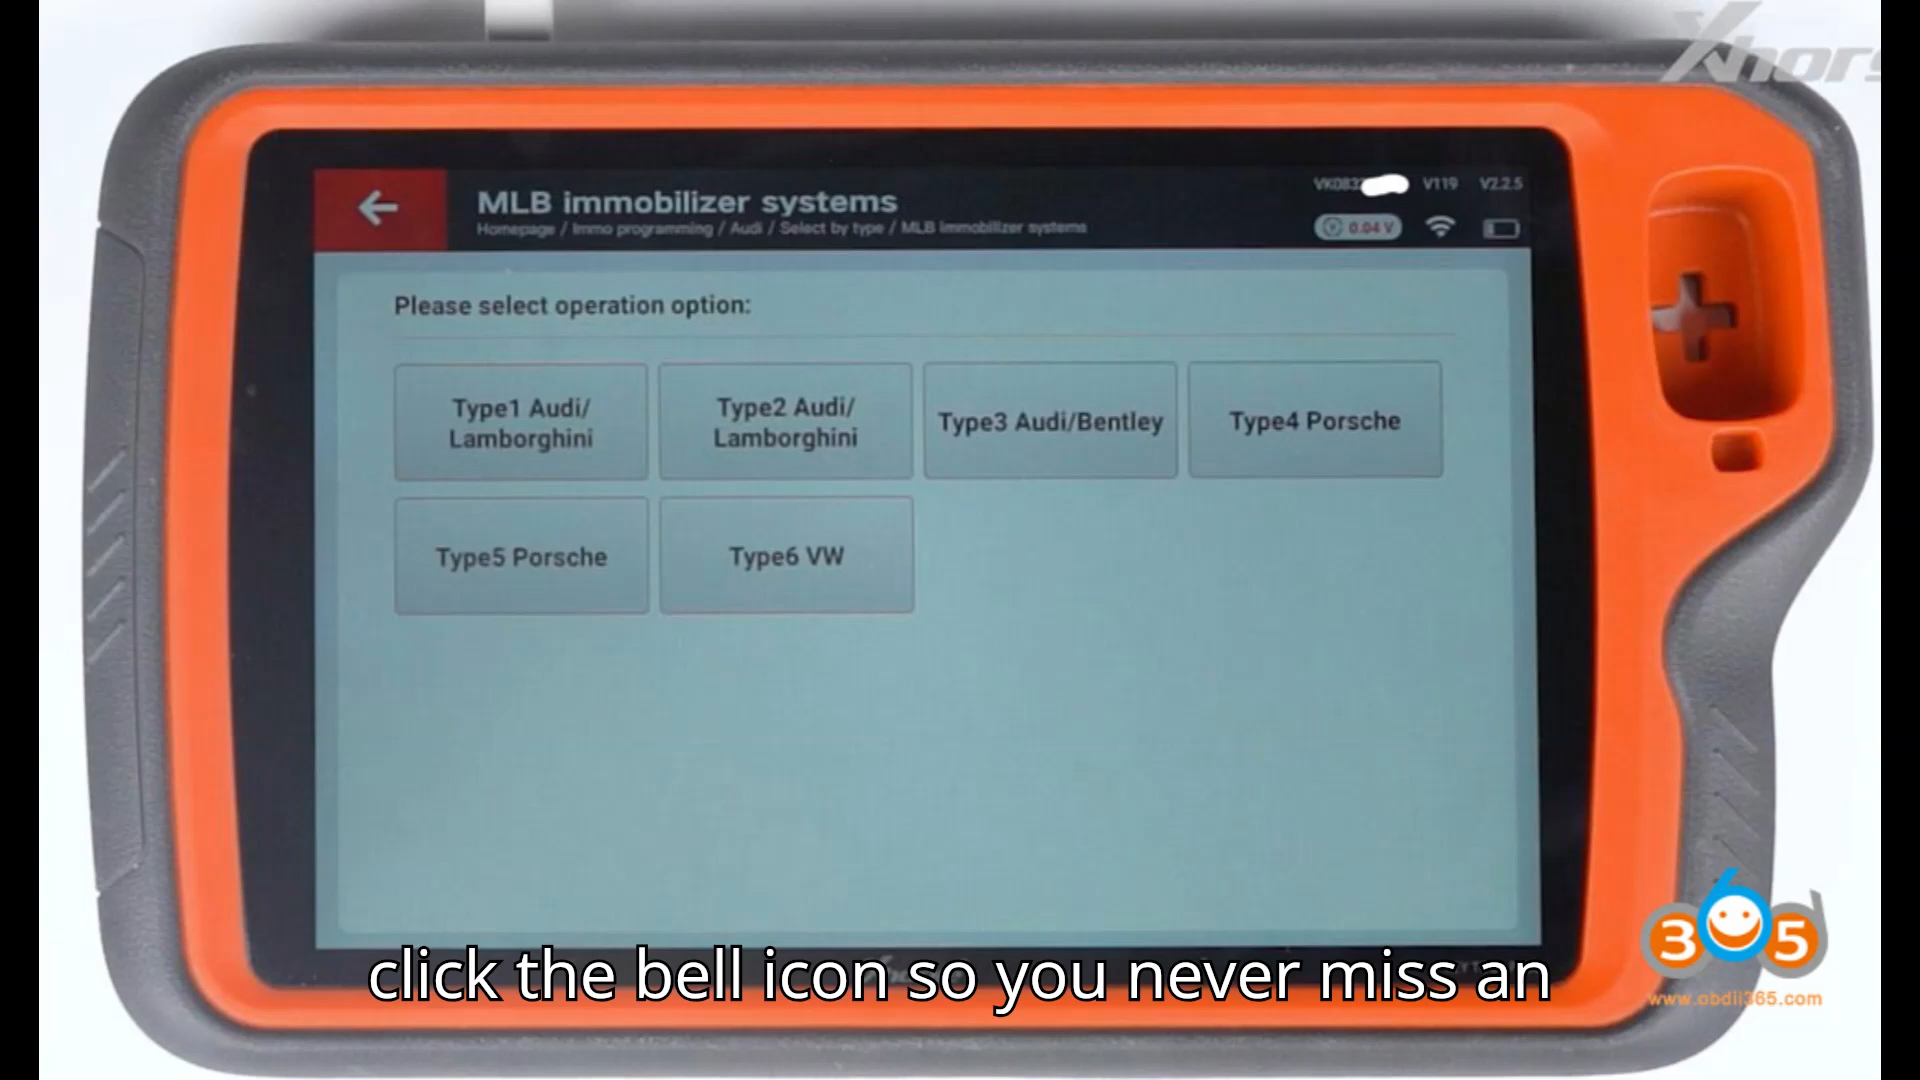 Xhors
MLB immobilizer systems
Homepage / Immo programming / Audi / Select by type / MLB immobilizer systems
V119 V2.2.5
0.04 V
Please select operation option:
Type1 Audi/
Lamborghini
Type2 Audi/
Lamborghini
Type3 Audi/Bentley
Type4 Porsche
Type5 Porsche
Type6 VW
click the bell icon so you never miss an
365
www.obdii365.com